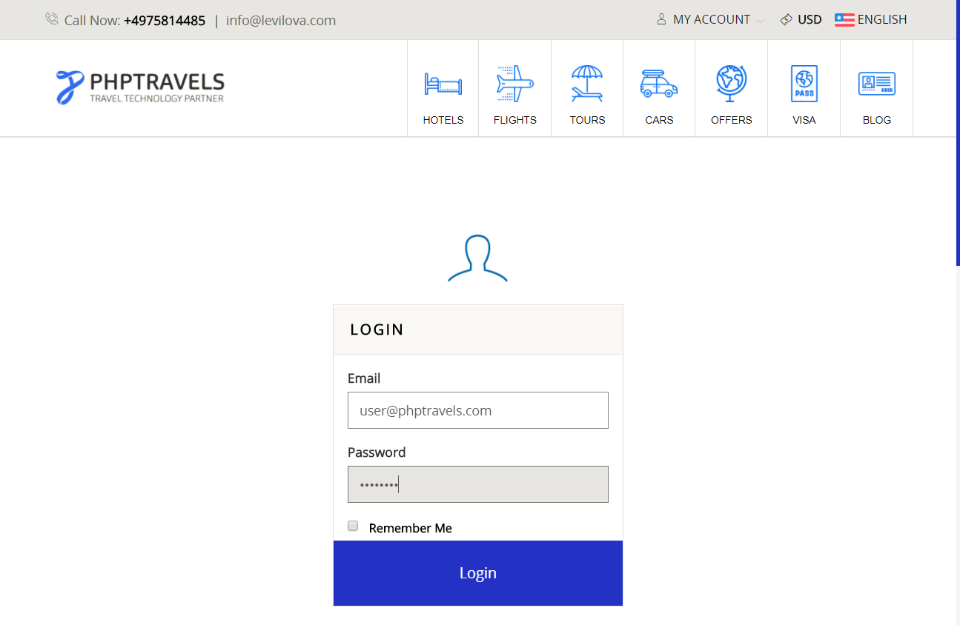 Call Now: +4975814485 | info@levilova.com
MY ACCOUNT USD ENGLISH
PHPTRAVELS
TRAVEL TECHNOLOGY PARTNER
HOTELS FLIGHTS TOURS CARS OFFERS VISA BLOG
PASS
LOGIN
Email
user@phptravels.com
Password
••••••••
Remember Me
Login